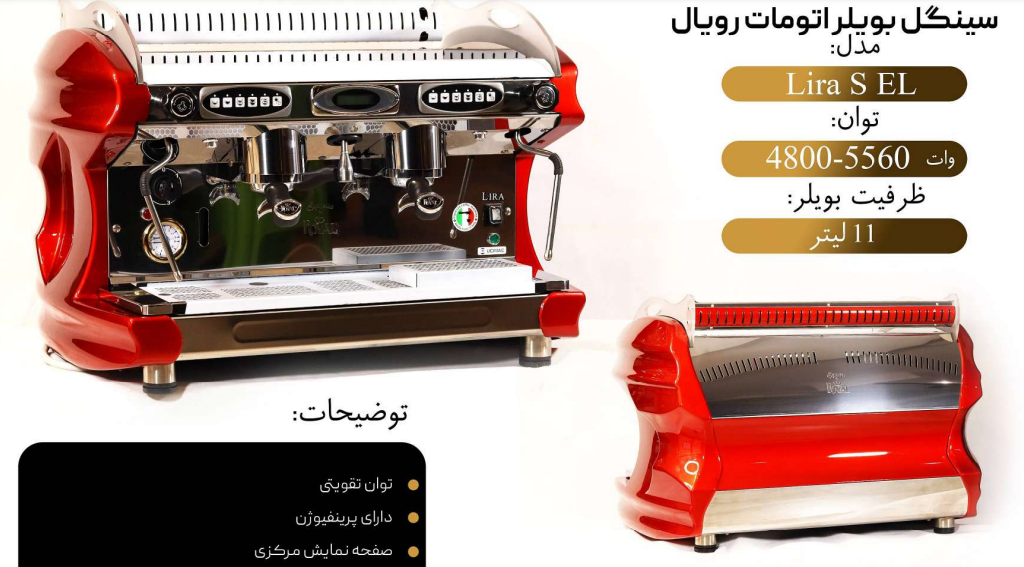 سینگل بویلر اتومات رویال
مدل:
Lira S EL
توان:
4800-5560 وات
ظرفیت بویلر:
11 لیتر
LIRA
توضیحات:
توان تقویتی
دارای پرینفیوژن
صفحه نمایش مرکزی